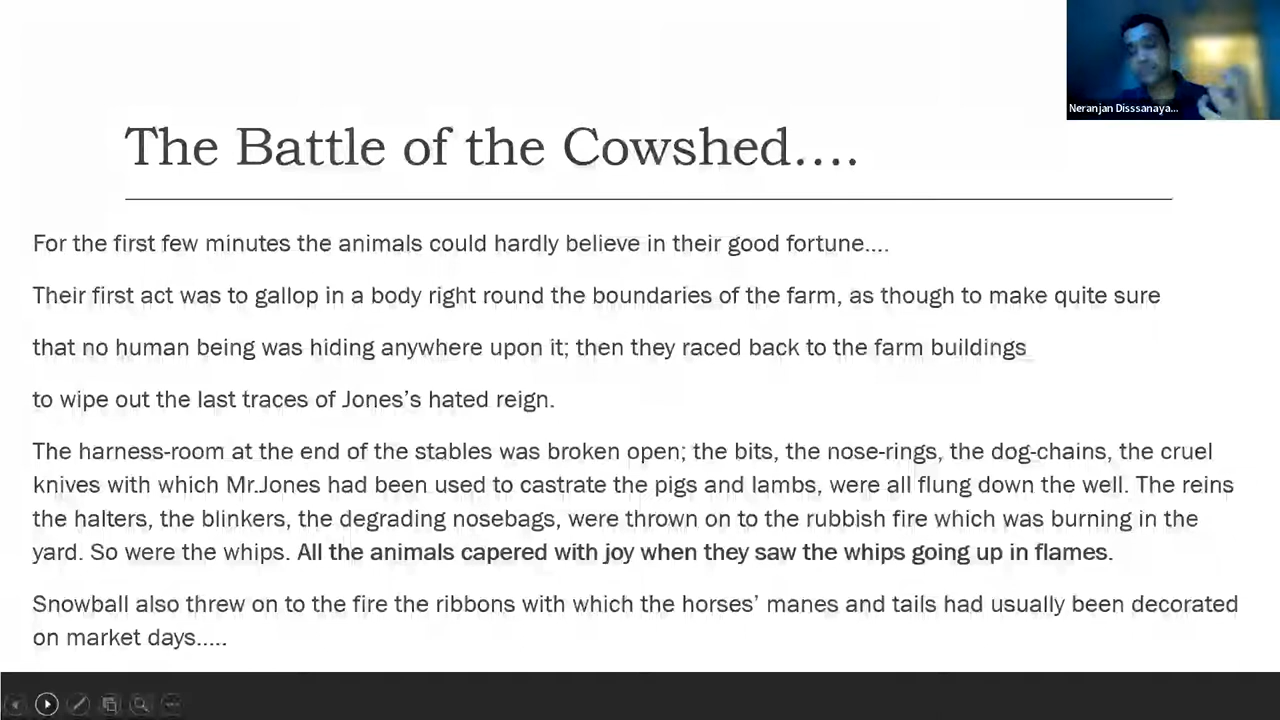 Neranjan Disssanaya...
The Battle of the Cowshed....
For the first few minutes the animals could hardly believe in their good fortune....
Their first act was to gallop in a body right round the boundaries of the farm, as though to make quite sure
that no human being was hiding anywhere upon it; then they raced back to the farm buildings
to wipe out the last traces of Jones's hated reign.
The harness-room at the end of the stables was broken open; the bits, the nose-rings, the dog-chains, the cruel
knives with which Mr.Jones had been used to castrate the pigs and lambs, were all flung down the well. The reins
the halters, the blinkers, the degrading nosebags, were thrown on to the rubbish fire which was burning in the
yard. So were the whips. All the animals capered with joy when they saw the whips going up in flames.
Snowball also threw on to the fire the ribbons with which the horses' manes and tails had usually been decorated
on market days.....